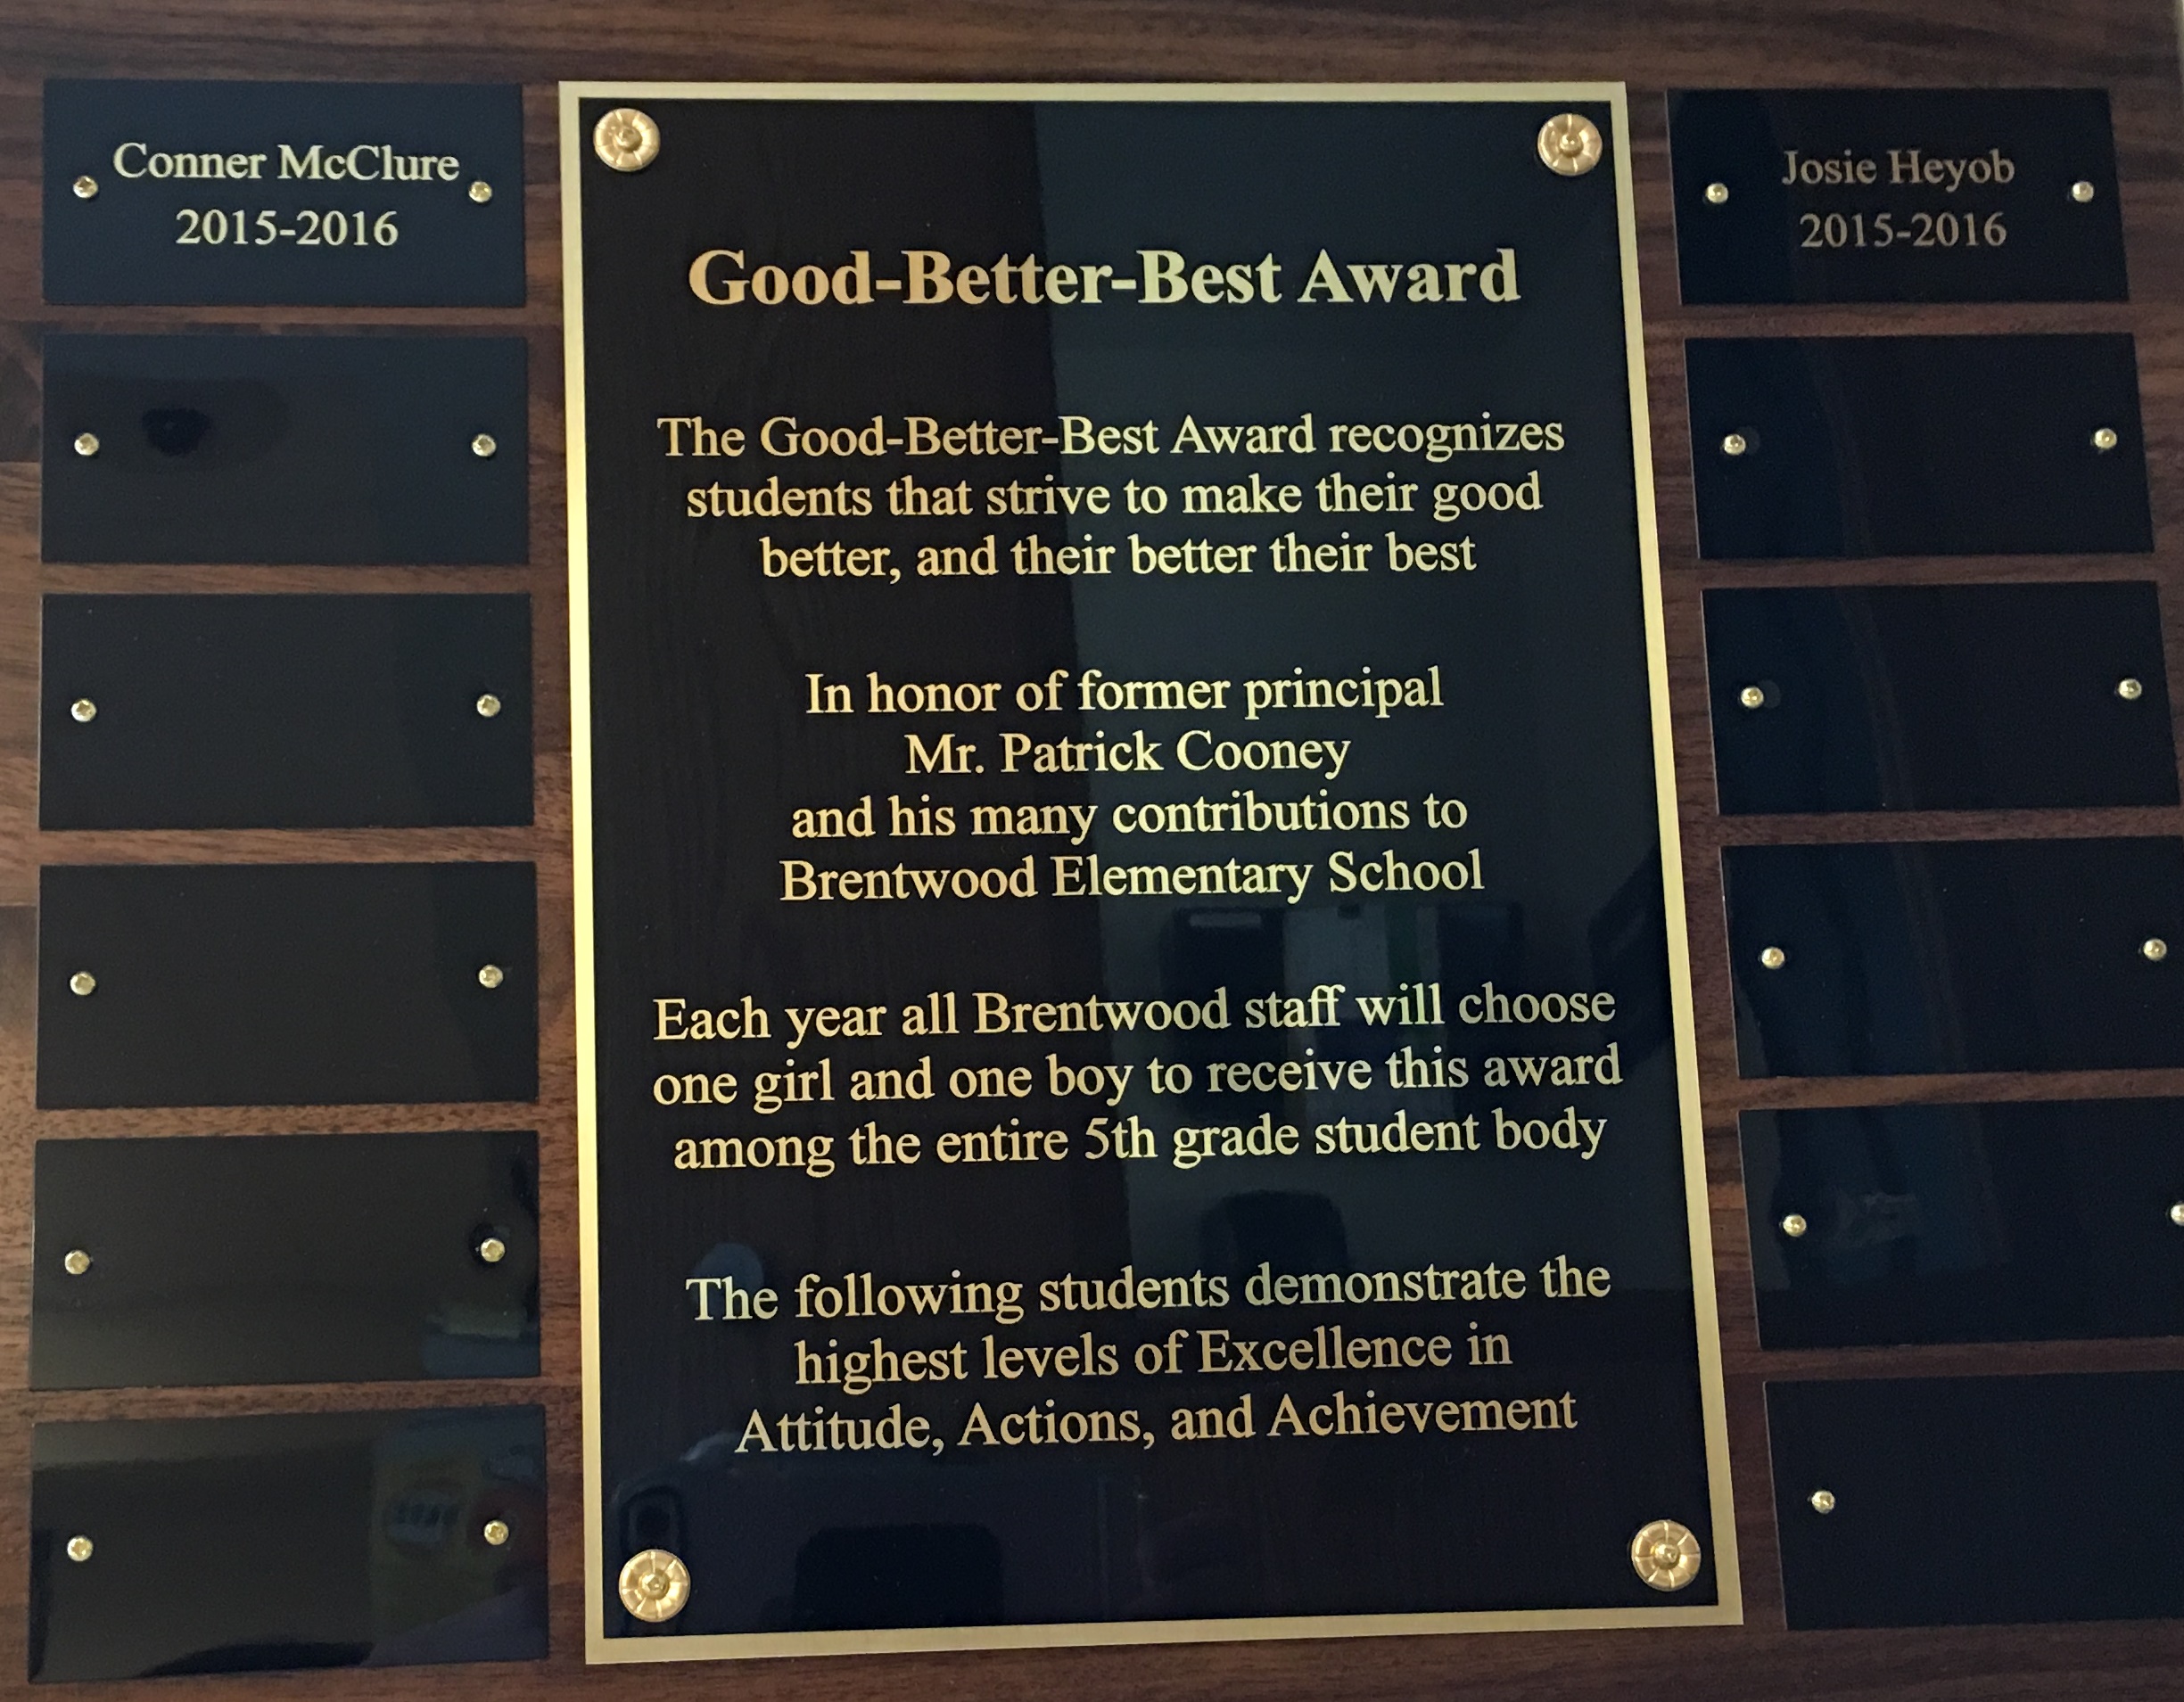 Conner McClure
2015-2016
Good-Better-Best Award
The Good-Better-Best Award recognizes
students that strive to make their good
better, and their better their best
In honor of former principal
Mr. Patrick Cooney
and his many contributions to
Brentwood Elementary School
Each year all Brentwood staff will choose
one girl and one boy to receive this award
among the entire 5th grade student body
The following students demonstrate the
highest levels of Excellence in
Attitude, Actions, and Achievement
Josie Heyob
2015-2016